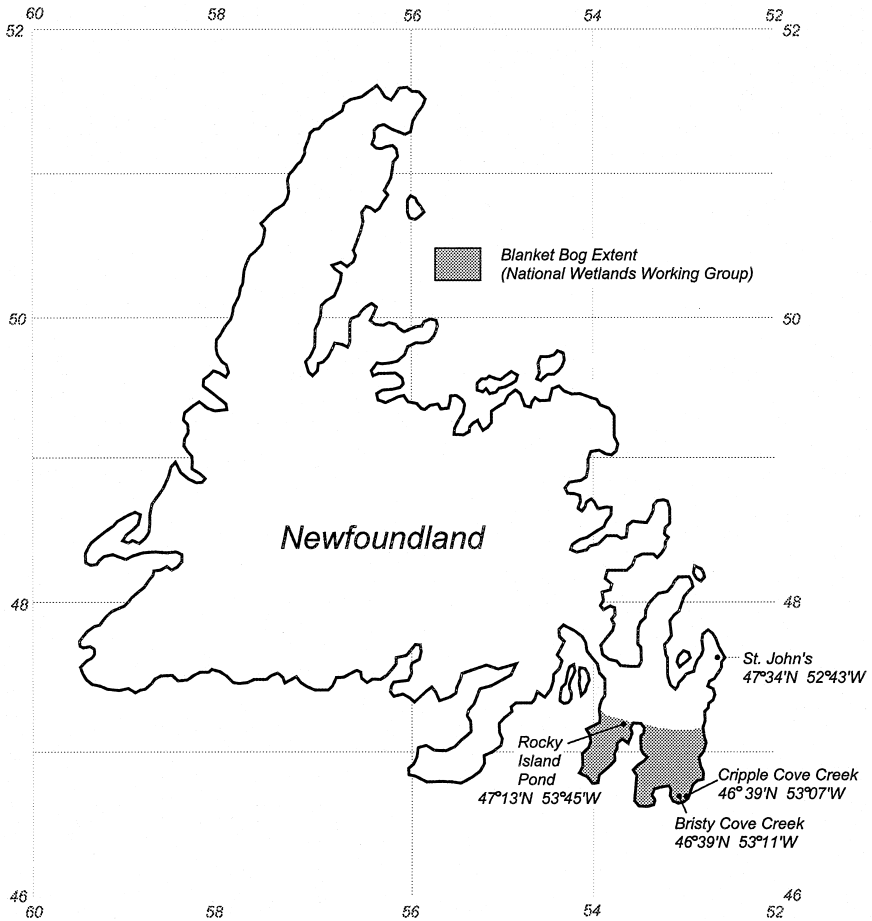 60 58 56 54 52
52 52
Blanket Bog Extent
(National Wetlands Working Group)
50 50
Newfoundland
48 48
St. John's
47°34'N 52°43'W
Rocky
Island
Pond
47°13'N 53°45'W
Cripple Cove Creek
46°39'N 53°07'W
Bristy Cove Creek
46°39'N 53°11'W
46 46
60 58 56 54 52